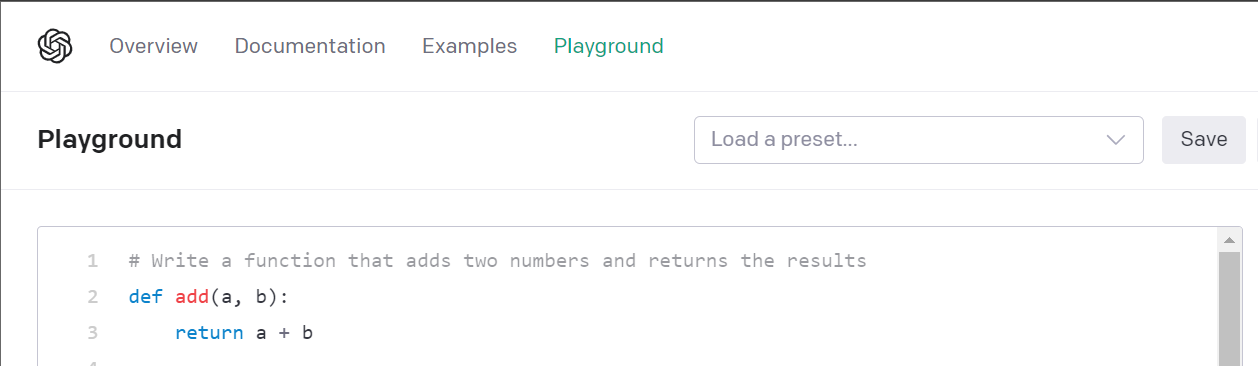 Overview Documentation Examples Playground
Playground Load a preset... Save
1 # Write a function that adds two numbers and returns the results
2 def add(a, b):
3     return a + b